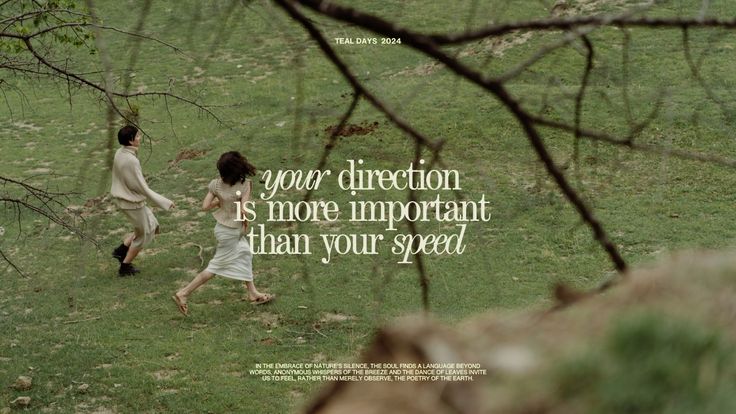 TEAL DAYS 2024
your direction
is more important
than your speed
IN THE EMBRACE OF NATURE'S SILENCE, THE SOUL FINDS A LANGUAGE BEYOND
WORDS, ANONYMOUS WHISPERS OF THE BREEZE AND THE DANCE OF LEAVES INVITE
US TO FEEL, RATHER THAN MERELY OBSERVE, THE POETRY OF THE EARTH.